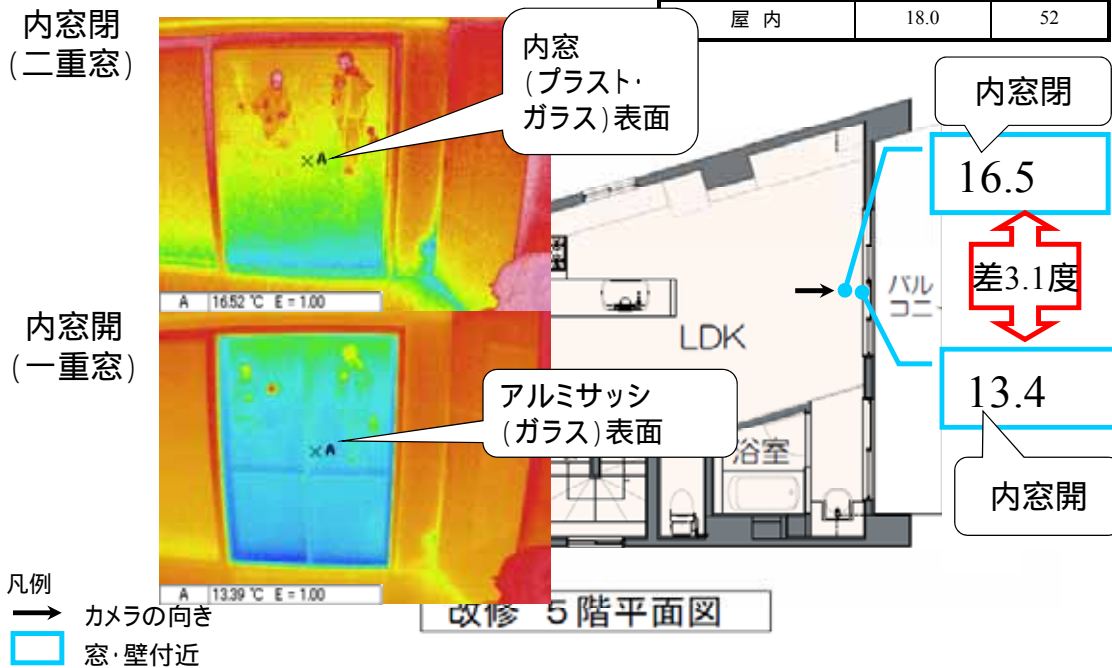 内窓閉
(二重窓)
内窓
(プラスト・
ガラス)表面
×A
A 16.52 ℃ E = 1.00
屋 内 18.0 52
内窓閉
16.5
差3.1度
13.4
内窓開
バル
コニー
LDK
浴室
内窓開
(一重窓)
アルミサッシ
(ガラス)表面
×A
A 13.39 ℃ E = 1.00
改修 5階平面図
凡例
カメラの向き
窓・壁付近